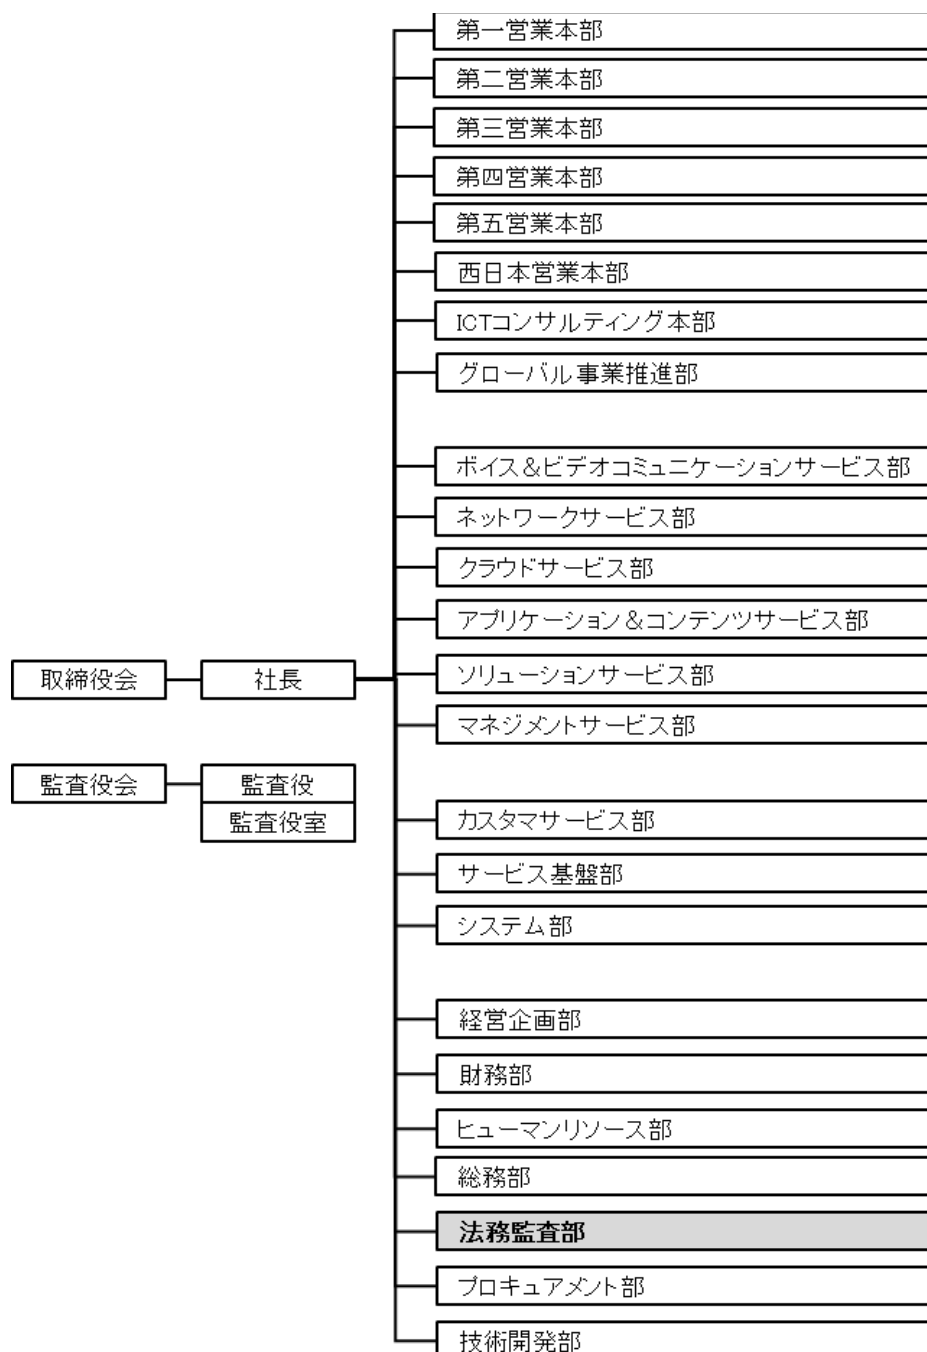 第一営業本部
第二営業本部
第三営業本部
第四営業本部
第五営業本部
西日本営業本部
ICTコンサルティング本部
グローバル事業推進部
ボイス＆ビデオコミュニケーションサービス部
ネットワークサービス部
クラウドサービス部
アプリケーション＆コンテンツサービス部
取締役会
社長
ソリューションサービス部
マネジメントサービス部
監査役会
監査役
監査役室
カスタマサービス部
サービス基盤部
システム部
経営企画部
財務部
ヒューマンリソース部
総務部
法務監査部
プロキュアメント部
技術開発部